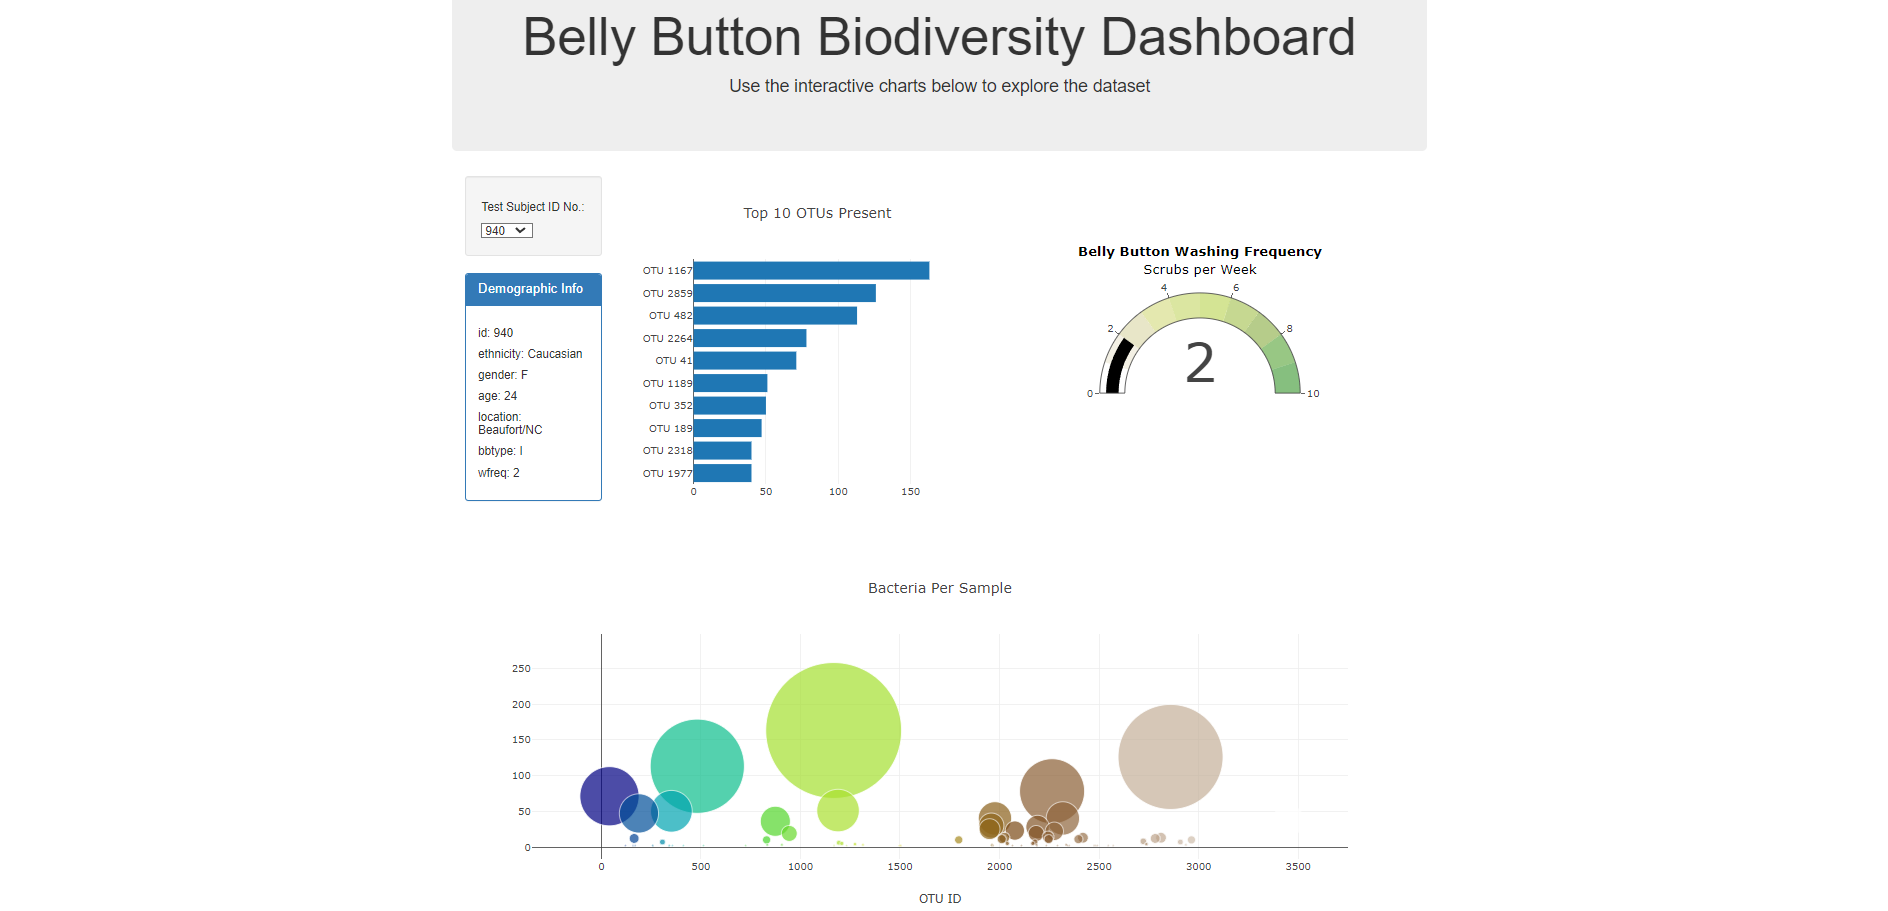 Belly Button Biodiversity Dashboard
Use the interactive charts below to explore the dataset
Test Subject ID No.:
940
Demographic Info
id: 940
ethnicity: Caucasian
gender: F
age: 24
location:
Beaufort/NC
bbtype: I
wfreq: 2
Top 10 OTUs Present
OTU 1167
OTU 2859
OTU 482
OTU 2264
OTU 41
OTU 1189
OTU 352
OTU 189
OTU 2318
OTU 1977
0 50 100 150
Belly Button Washing Frequency
Scrubs per Week
4 6
2 8
2
0 10
Bacteria Per Sample
250
200
150
100
50
0
0 500 1000 1500 2000 2500 3000 3500
OTU ID